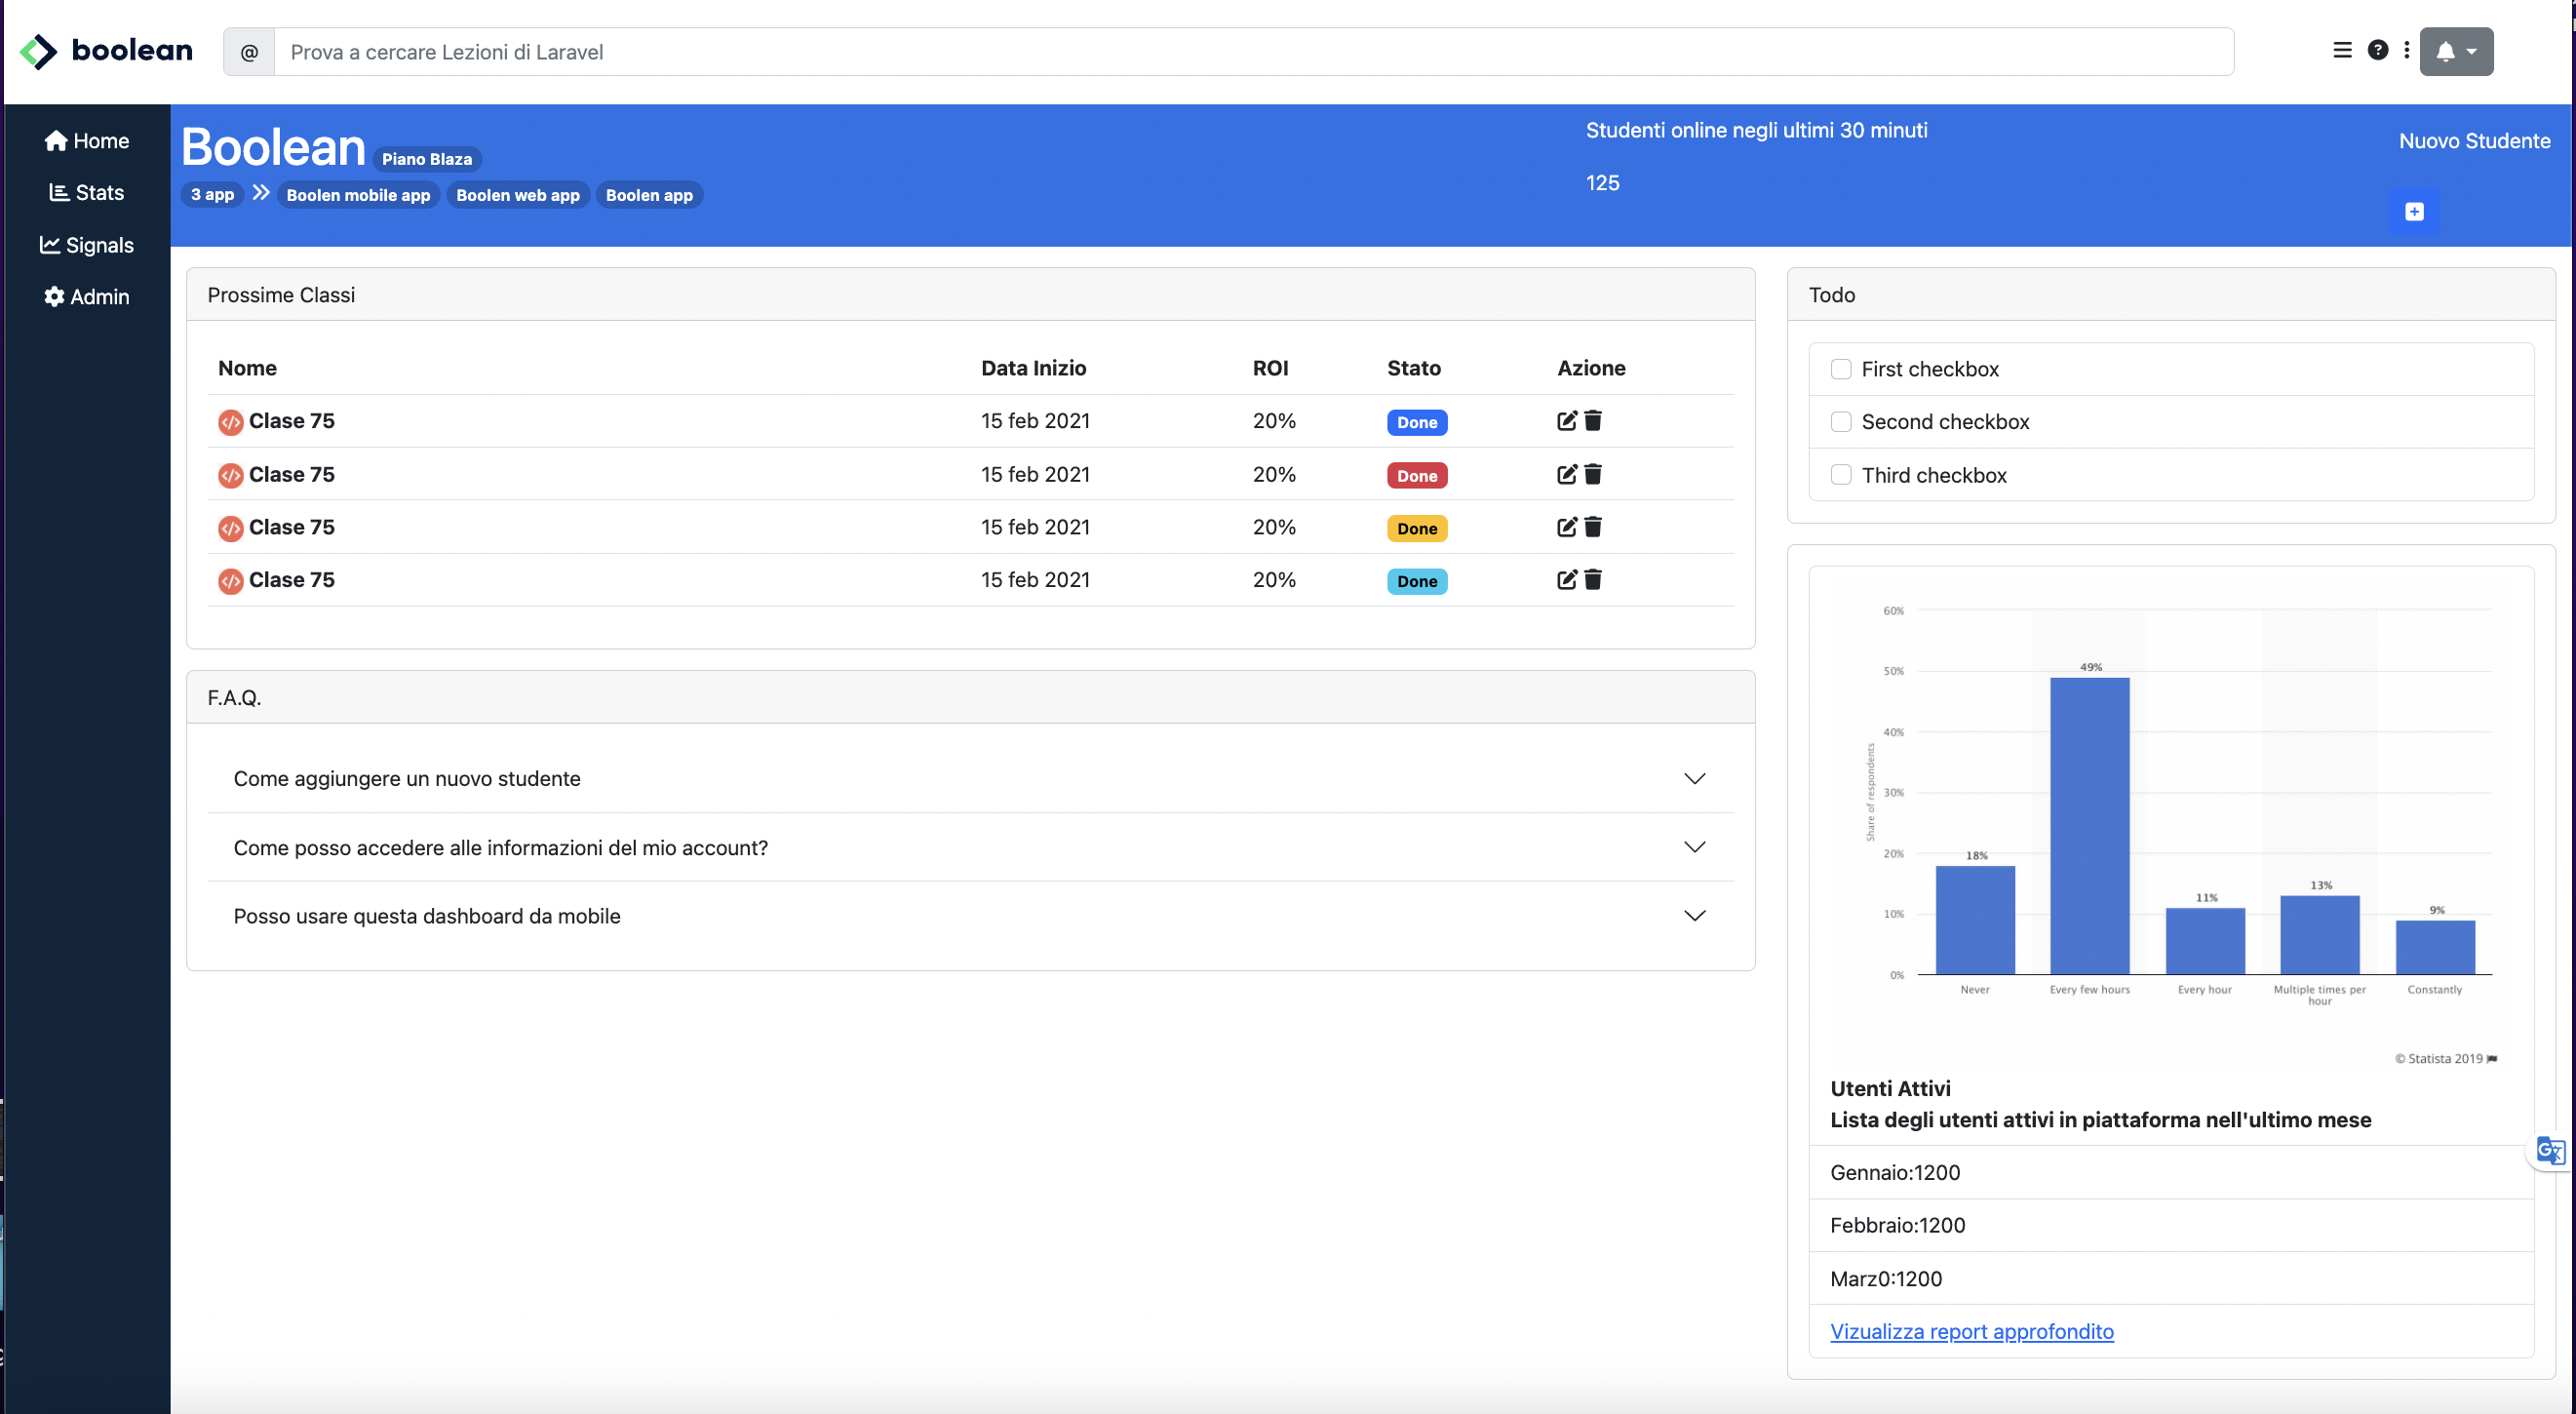 boolean
@ Prova a cercare Lezioni di Laravel
Home
Stats
Signals
Admin
Boolean Piano Blaza
3 app Boolen mobile app Boolen web app Boolen app
Studenti online negli ultimi 30 minuti
125
Nuovo Studente
Prossime Classi
Nome Data Inizio ROI Stato Azione
Clase 75 15 feb 2021 20% Done
Clase 75 15 feb 2021 20% Done
Clase 75 15 feb 2021 20% Done
Clase 75 15 feb 2021 20% Done
F.A.Q.
Come aggiungere un nuovo studente
Come posso accedere alle informazioni del mio account?
Posso usare questa dashboard da mobile
Todo
First checkbox
Second checkbox
Third checkbox
Share of respondents
60%
50%
40%
30%
20%
10%
0%
18%
49%
11%
13%
9%
Never
Every few hours
Every hour
Multiple times per
hour
Constantly
© Statista 2019
Utenti Attivi
Lista degli utenti attivi in piattaforma nell'ultimo mese
Gennaio:1200
Febbraio:1200
Marz0:1200
Vizualizza report approfondito